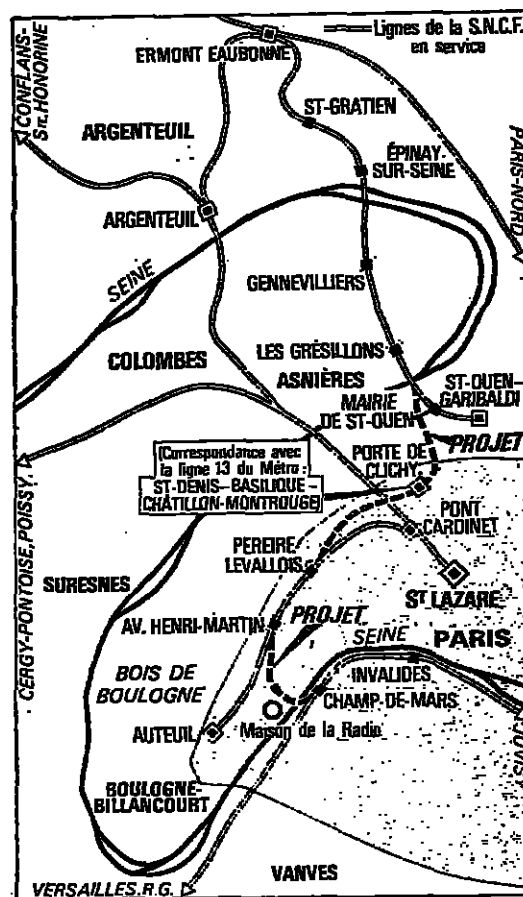 Lignes de la S.N.C.F.
en service
CONFLANS-
STE. HONORINE
ERMONT EAUBONNE
ST-GRATIEN
ARGENTEUIL
ÉPINAY-
SUR-SEINE
PARIS-NORD
ARGENTEUIL
SEINE
GENNEVILLIERS
LES GRÉSILLONS
COLOMBES
ASNIÈRES
ST-OUEN-
GARIBALDI
MAIRIE
DE ST-OUEN
PROJET
(Correspondance avec
la ligne 13 du Métro :
ST-DENIS-BASILIQUE-
CHÂTILLON-MONTROUGE)
PORTE DE
CLICHY
PONT
CARDINET
CERGY-PONTOISE, POISSY
PEREIRE
LEVALLOIS
SURESNES
ST LAZARE
AV. HENRI-MARTIN
PROJET
SEINE
PARIS
BOIS DE
BOULOGNE
INVALIDES
CHAMP-DE-MARS
AUTEUIL
Maison de la Radio
JUVISY
BOULOGNE-
BILLANCOURT
VANVES
VERSAILLES. R.G.